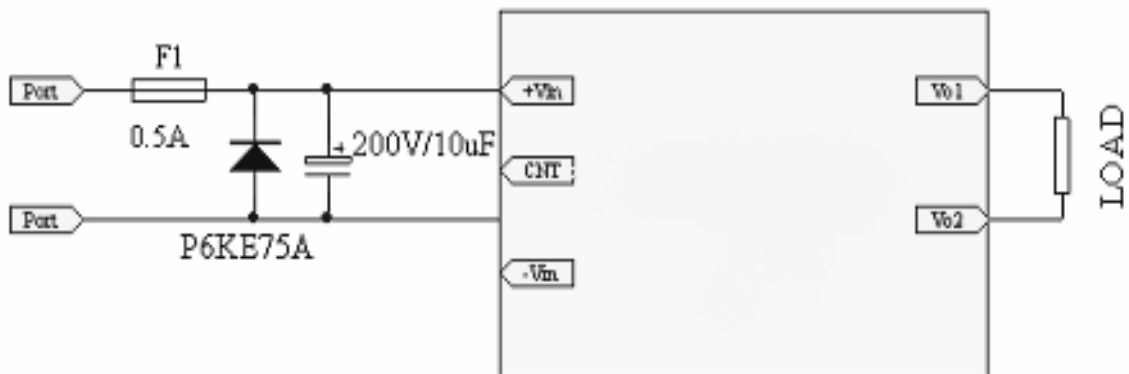 F1
Port
0.5A
Port
P6KE75A
200V/10uF
+
+Vin
CNT
-Vin
Vo1
Vo2
LOAD